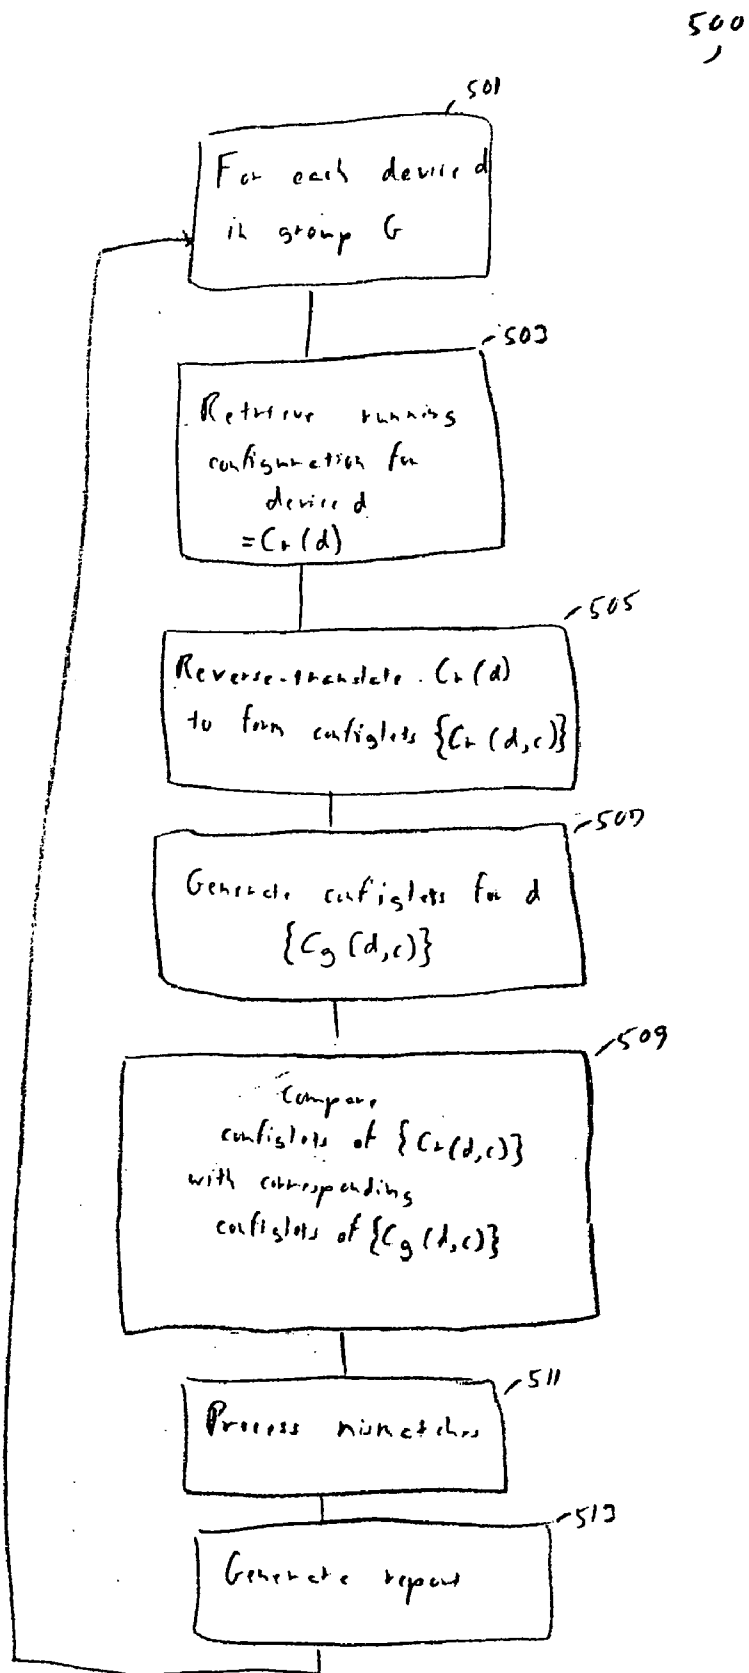 500
501
For each device d
in group G
503
Retrieve running
configuration for
device d
= Cr(d)
505
Reverse-translate Cr(d)
to form configlets {Cr(d,c)}
507
Generate configlets for d
{Cg(d,c)}
509
Compare
configlets of {Cr(d,c)}
with corresponding
configlets of {Cg(d,c)}
511
Process mismatches
513
Generate report